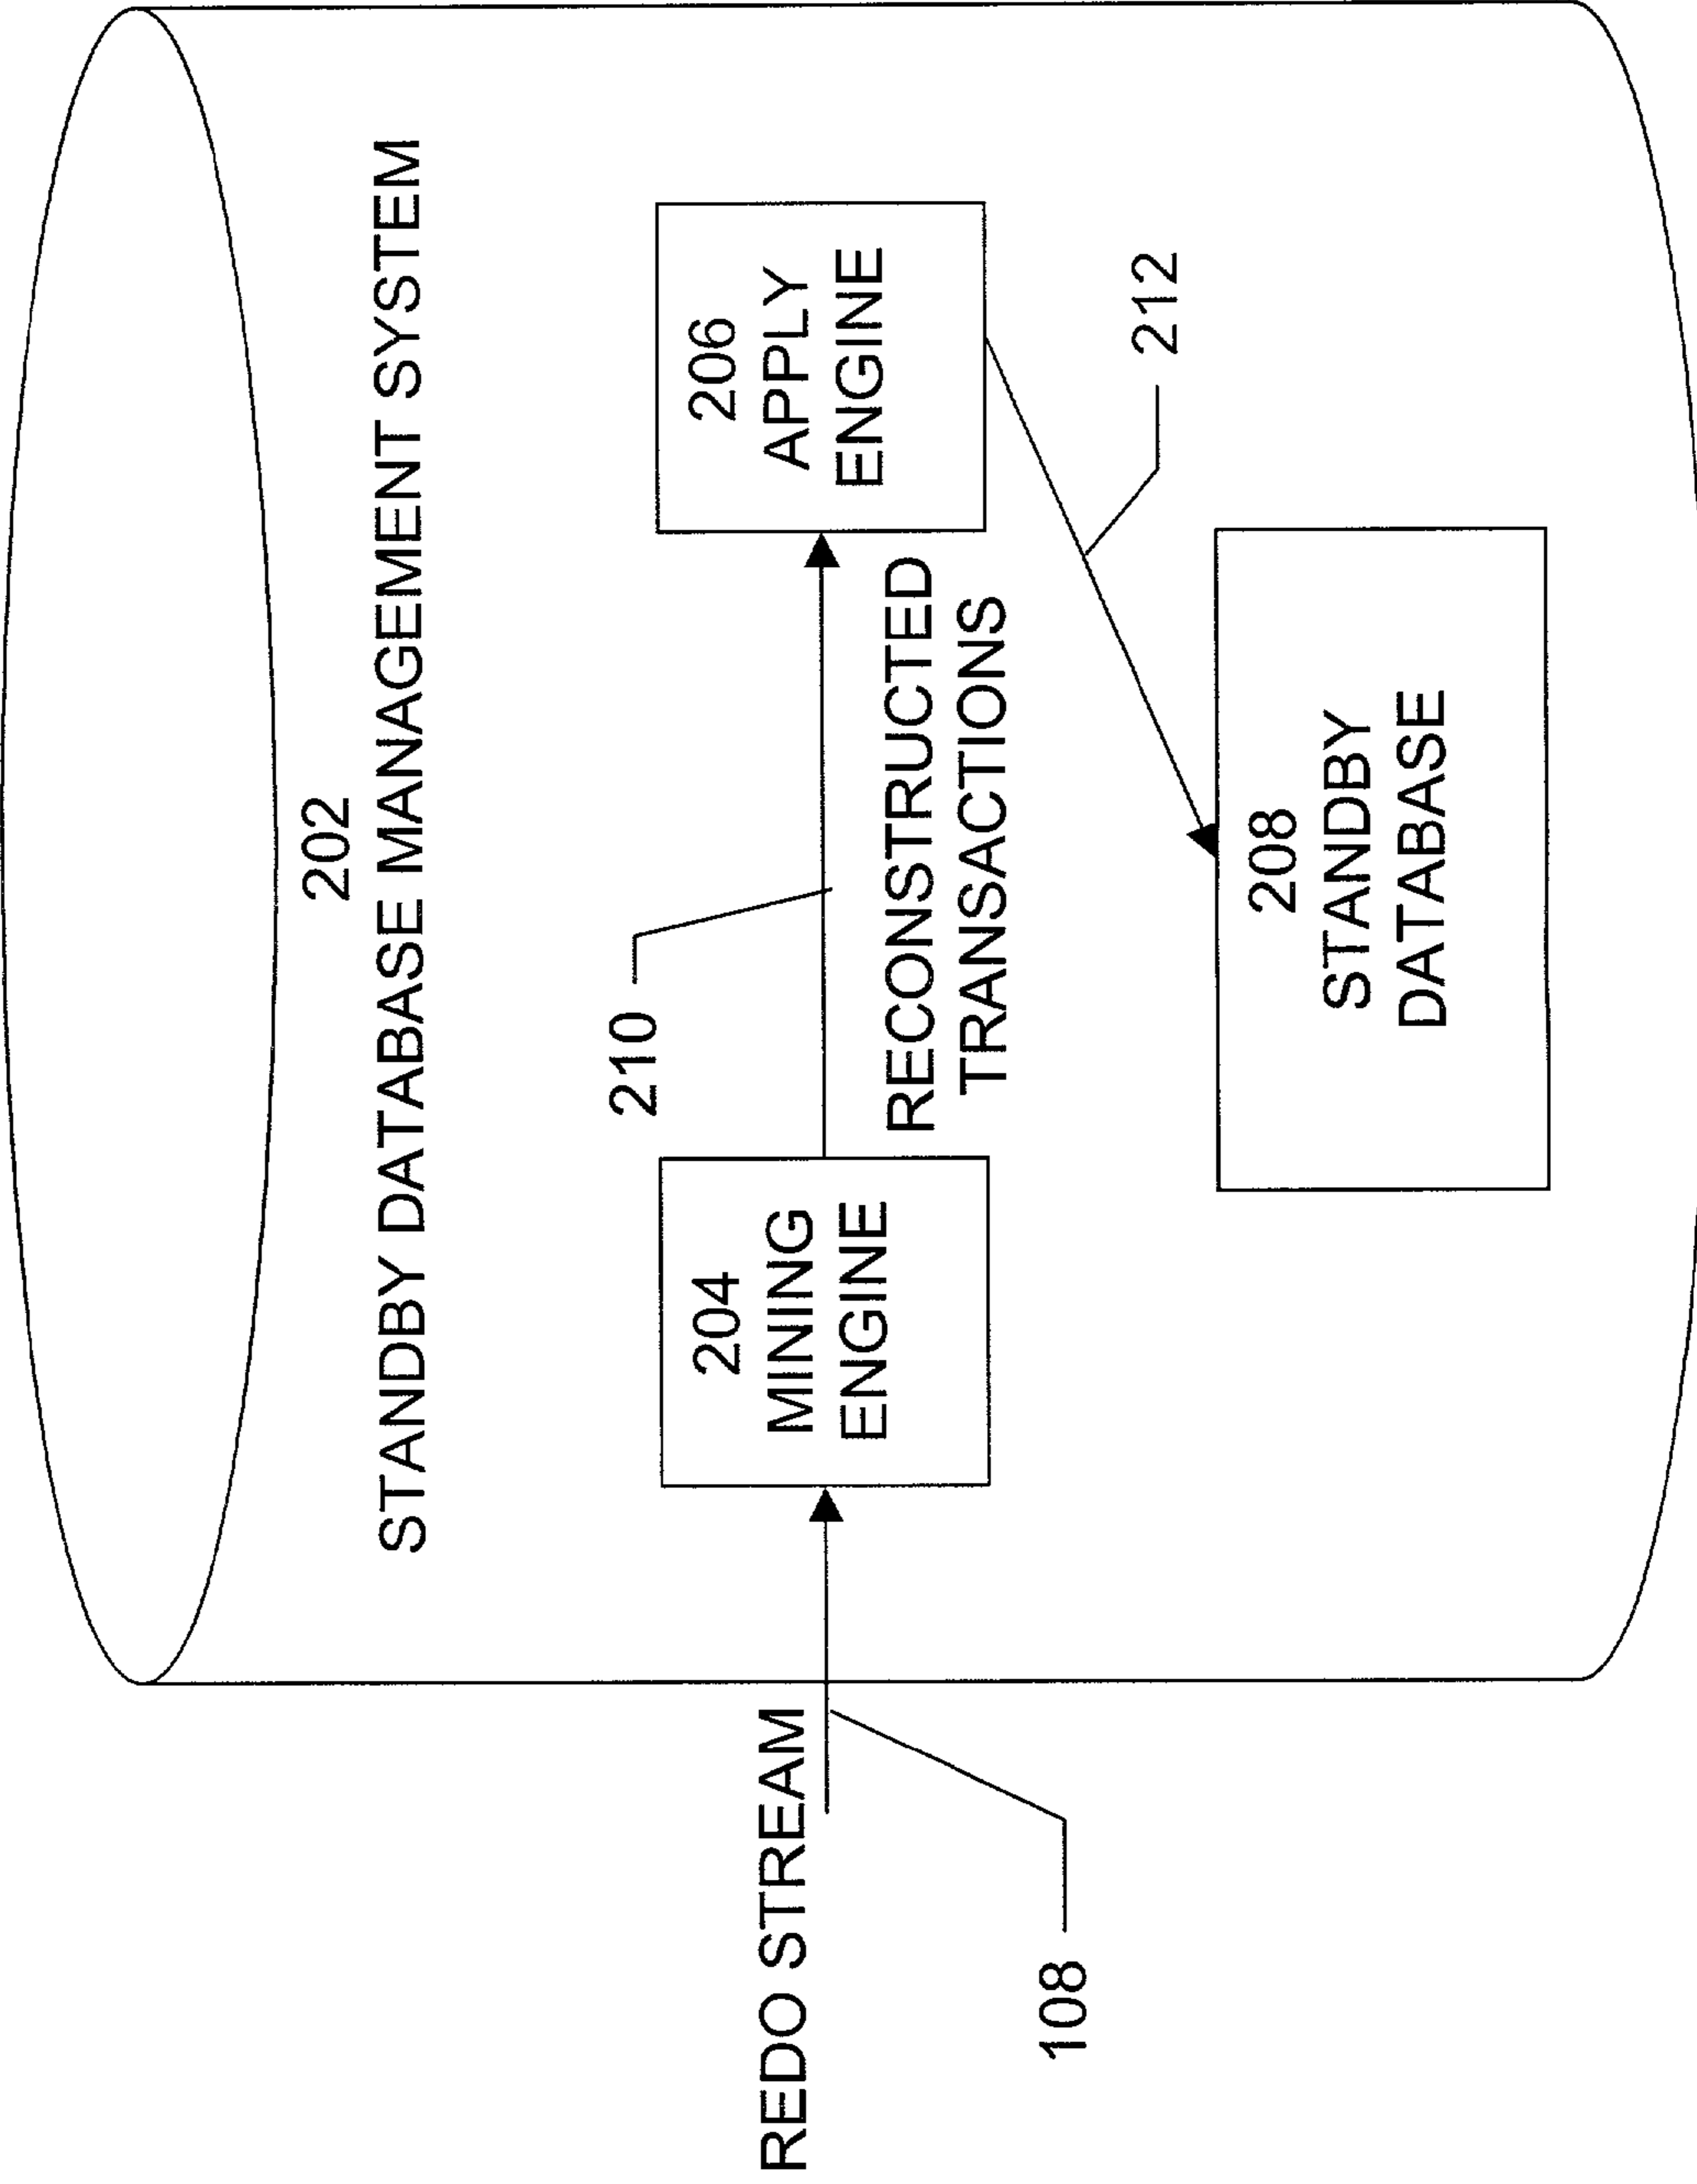 202
STANDBY DATABASE MANAGEMENT SYSTEM
210
REDO STREAM
204
MINING
ENGINE
206
APPLY
ENGINE
RECONSTRUCTED
TRANSACTIONS
108
212
208
STANDBY
DATABASE